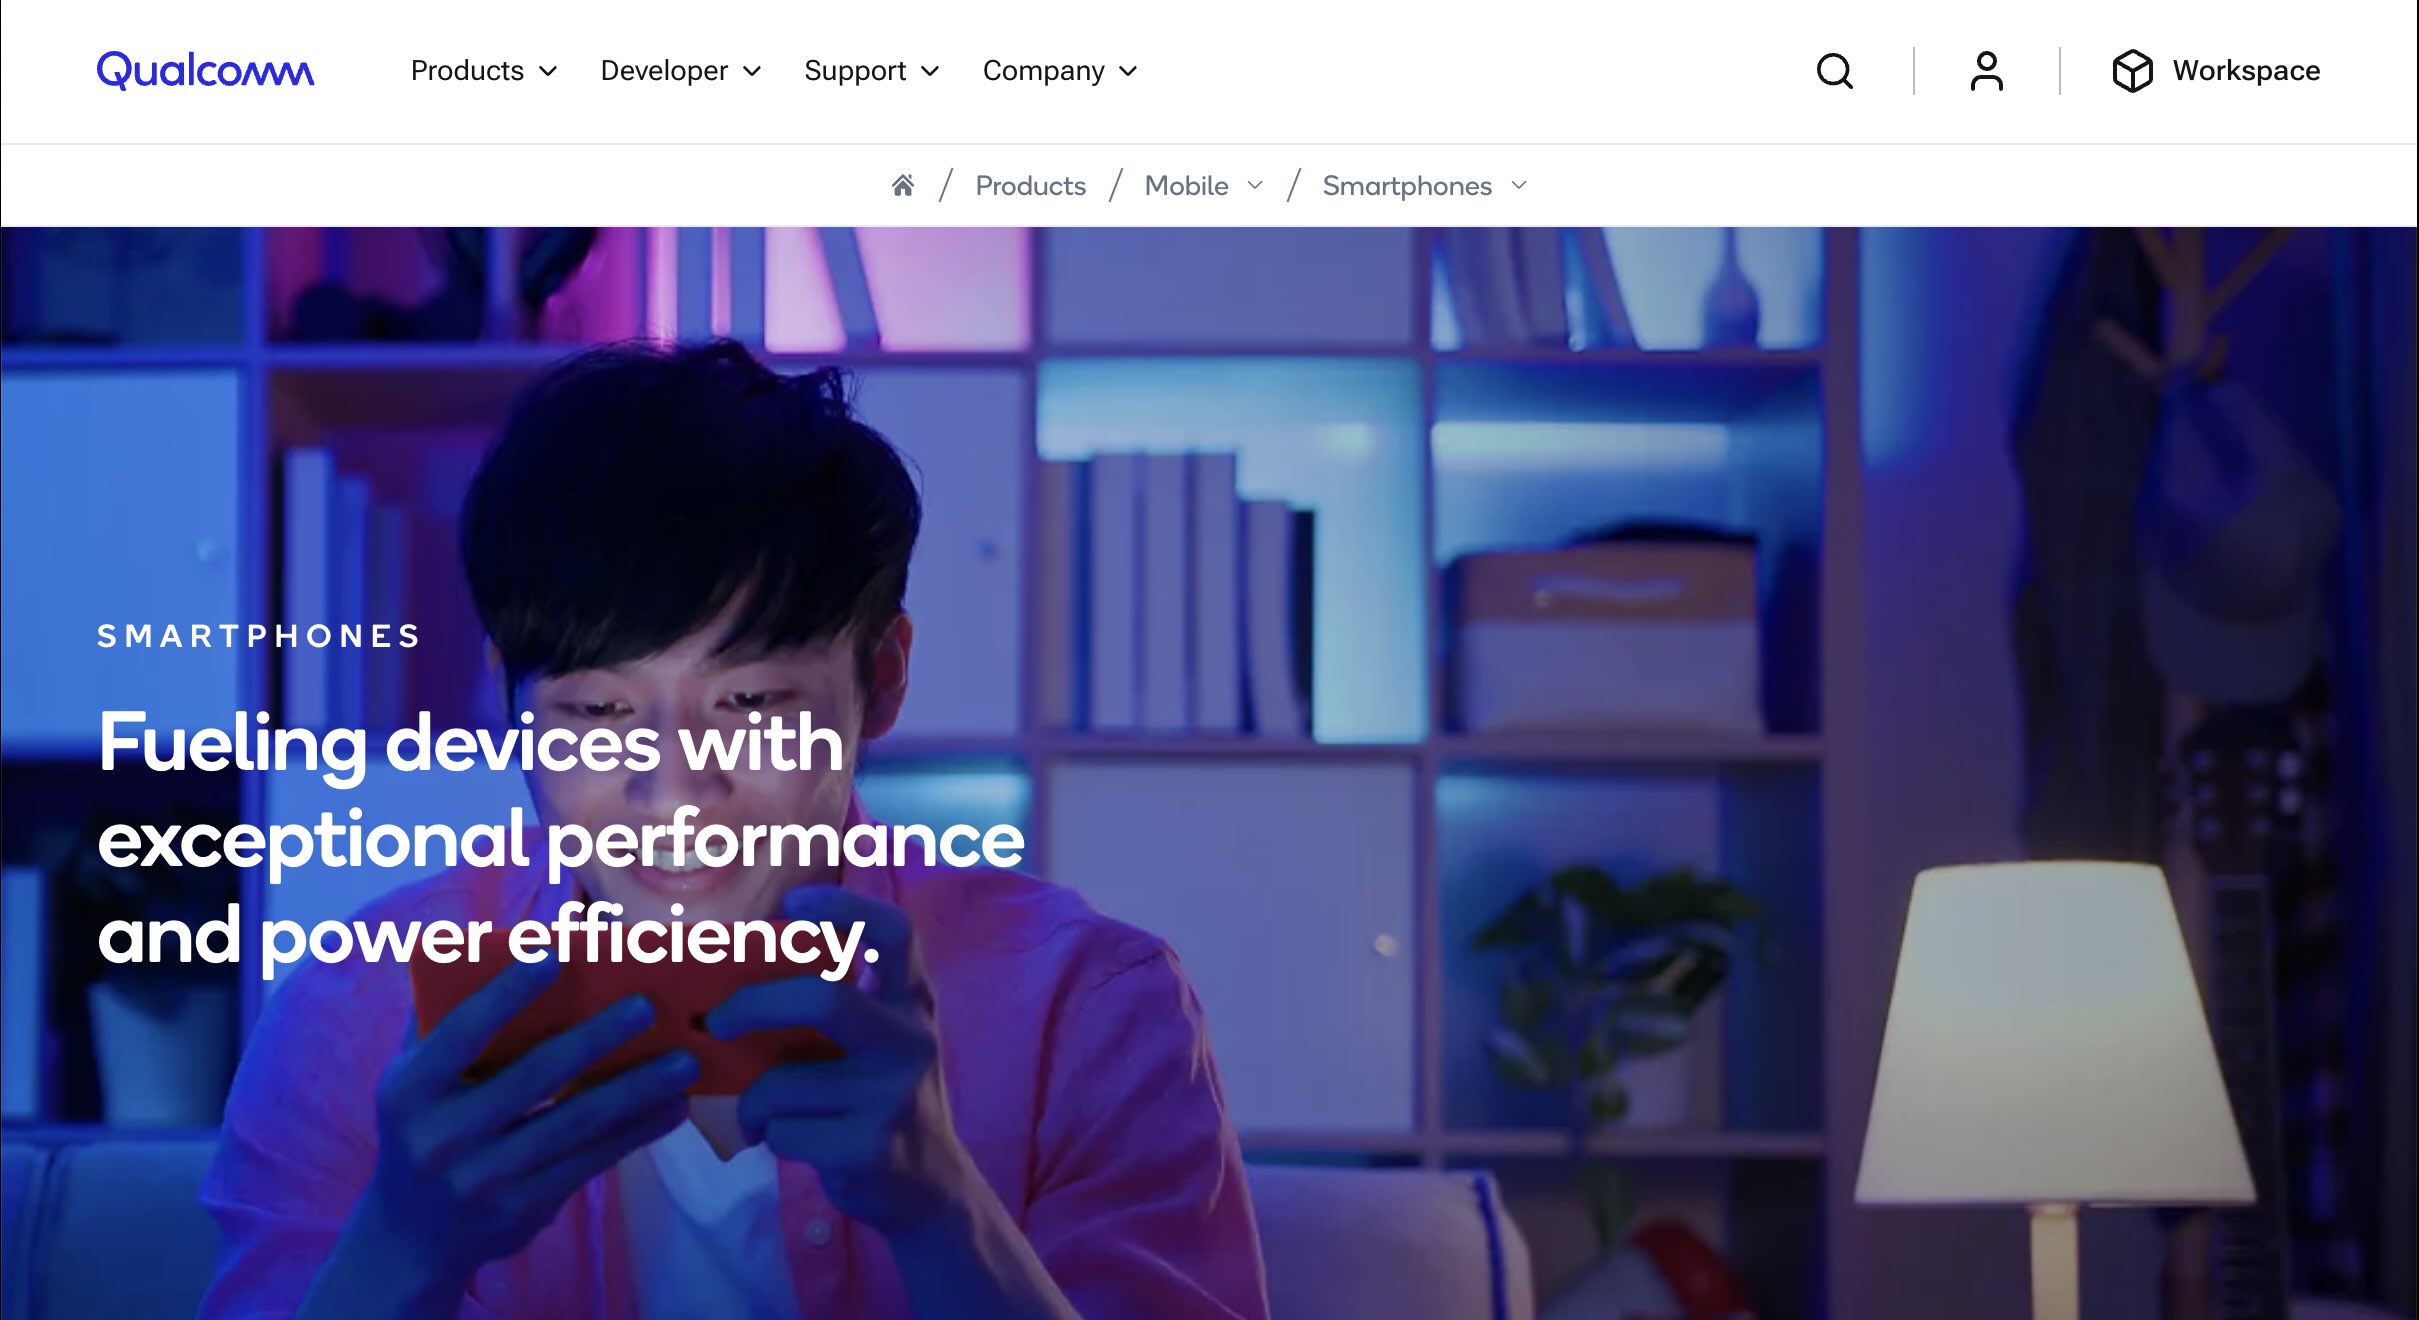 Qualcomm
Products
Developer
Support
Company
Workspace
/ Products / Mobile / Smartphones
SMARTPHONES
Fueling devices with
exceptional performance
and power efficiency.